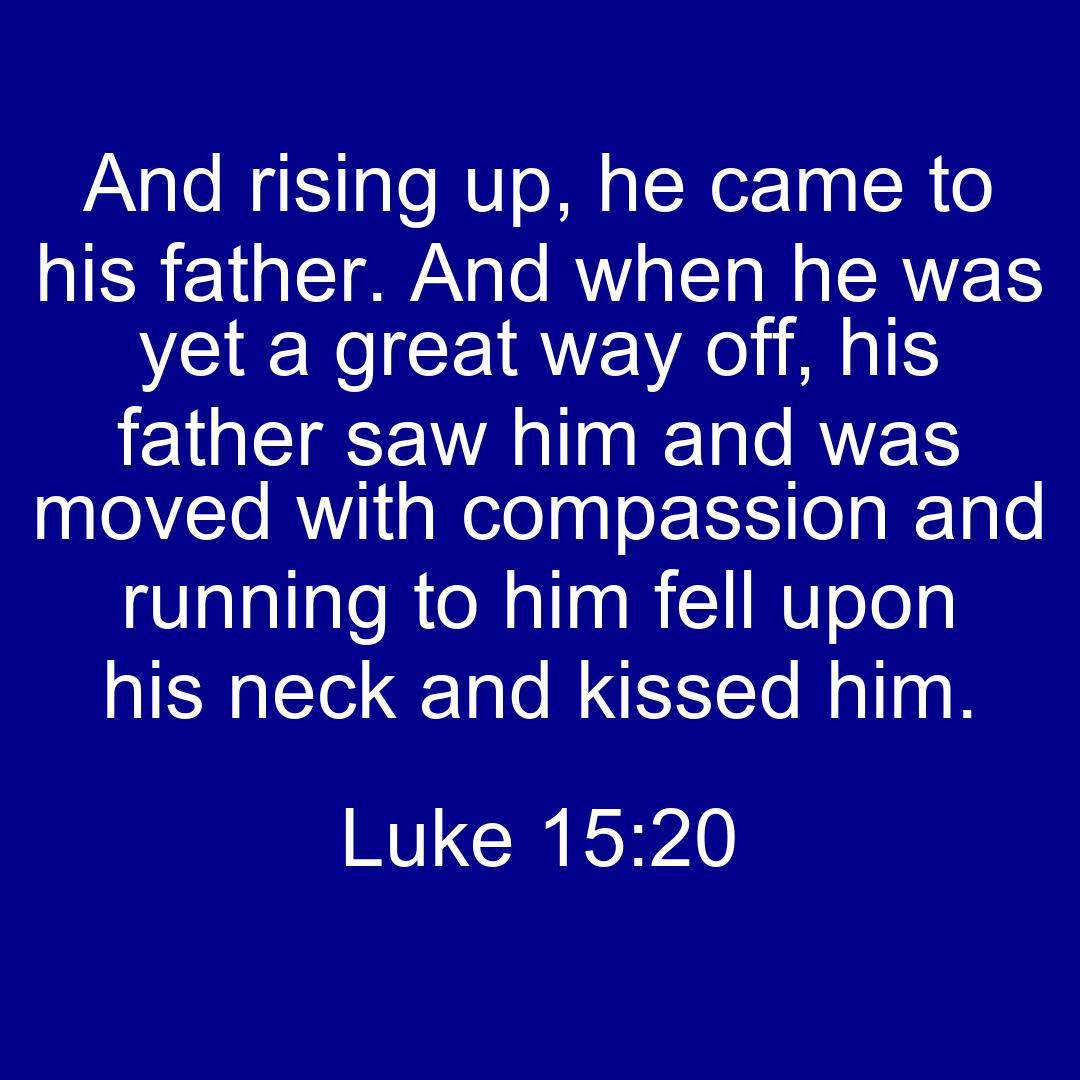 And rising up, he came to
his father. And when he was
yet a great way off, his
father saw him and was
moved with compassion and
running to him fell upon
his neck and kissed him.
Luke 15:20